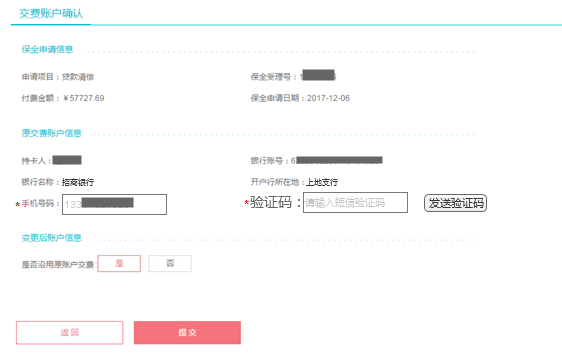 交费账户确认
保全申请信息
申请项目：贷款清偿 保全受理号：
付费金额：￥57727.69 保全申请日期：2017-12-06
原交费账户信息
持卡人： 银行账号：6
银行名称：招商银行 开户行所在地：上地支行
*手机号码：133 *验证码：请输入短信验证码 发送验证码
变更后账户信息
是否沿用原账户交费： 是 否
返回 提交